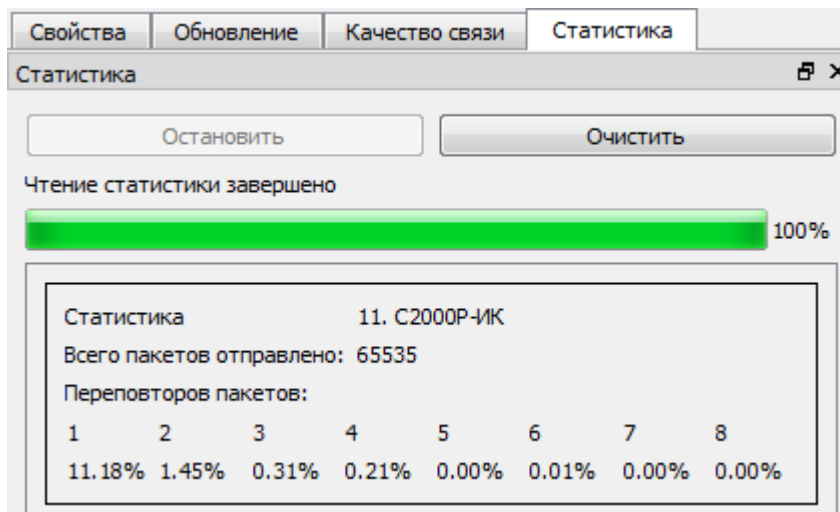 Свойства Обновление Качество связи Статистика
Статистика
Остановить Очистить
Чтение статистики завершено
100%
Статистика 11. С2000Р-ИК
Всего пакетов отправлено: 65535
Переповторов пакетов:
1 2 3 4 5 6 7 8
11.18% 1.45% 0.31% 0.21% 0.00% 0.01% 0.00% 0.00%